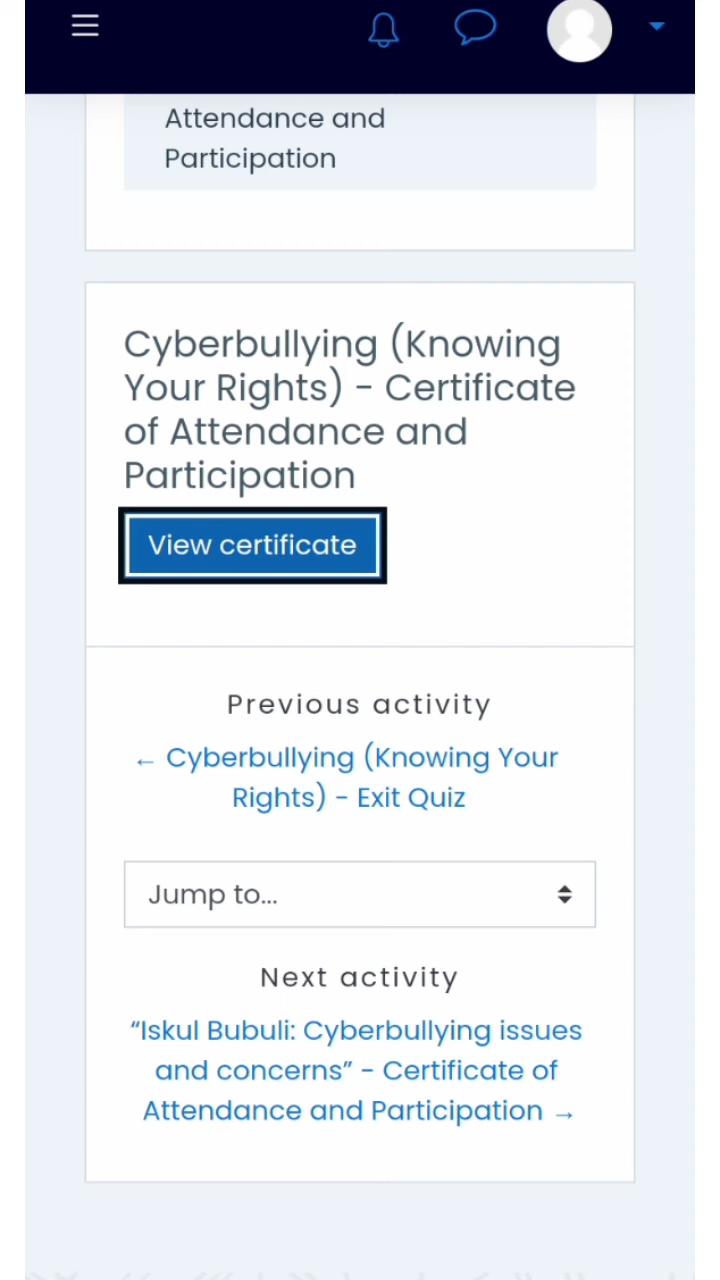 Attendance and
Participation
Cyberbullying (Knowing
Your Rights) - Certificate
of Attendance and
Participation
View certificate
Previous activity
← Cyberbullying (Knowing Your
Rights) - Exit Quiz
Jump to...
Next activity
“Iskul Bubuli: Cyberbullying issues
and concerns” - Certificate of
Attendance and Participation →